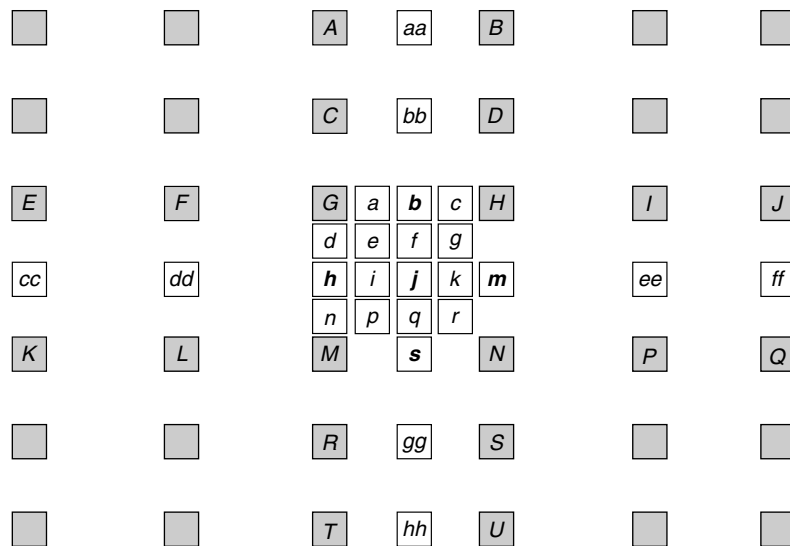 A aa B
C bb D
E F G a b c H I J
d e f g
cc dd h i j k m ee ff
n p q r
K L M s N P Q
R gg S
T hh U